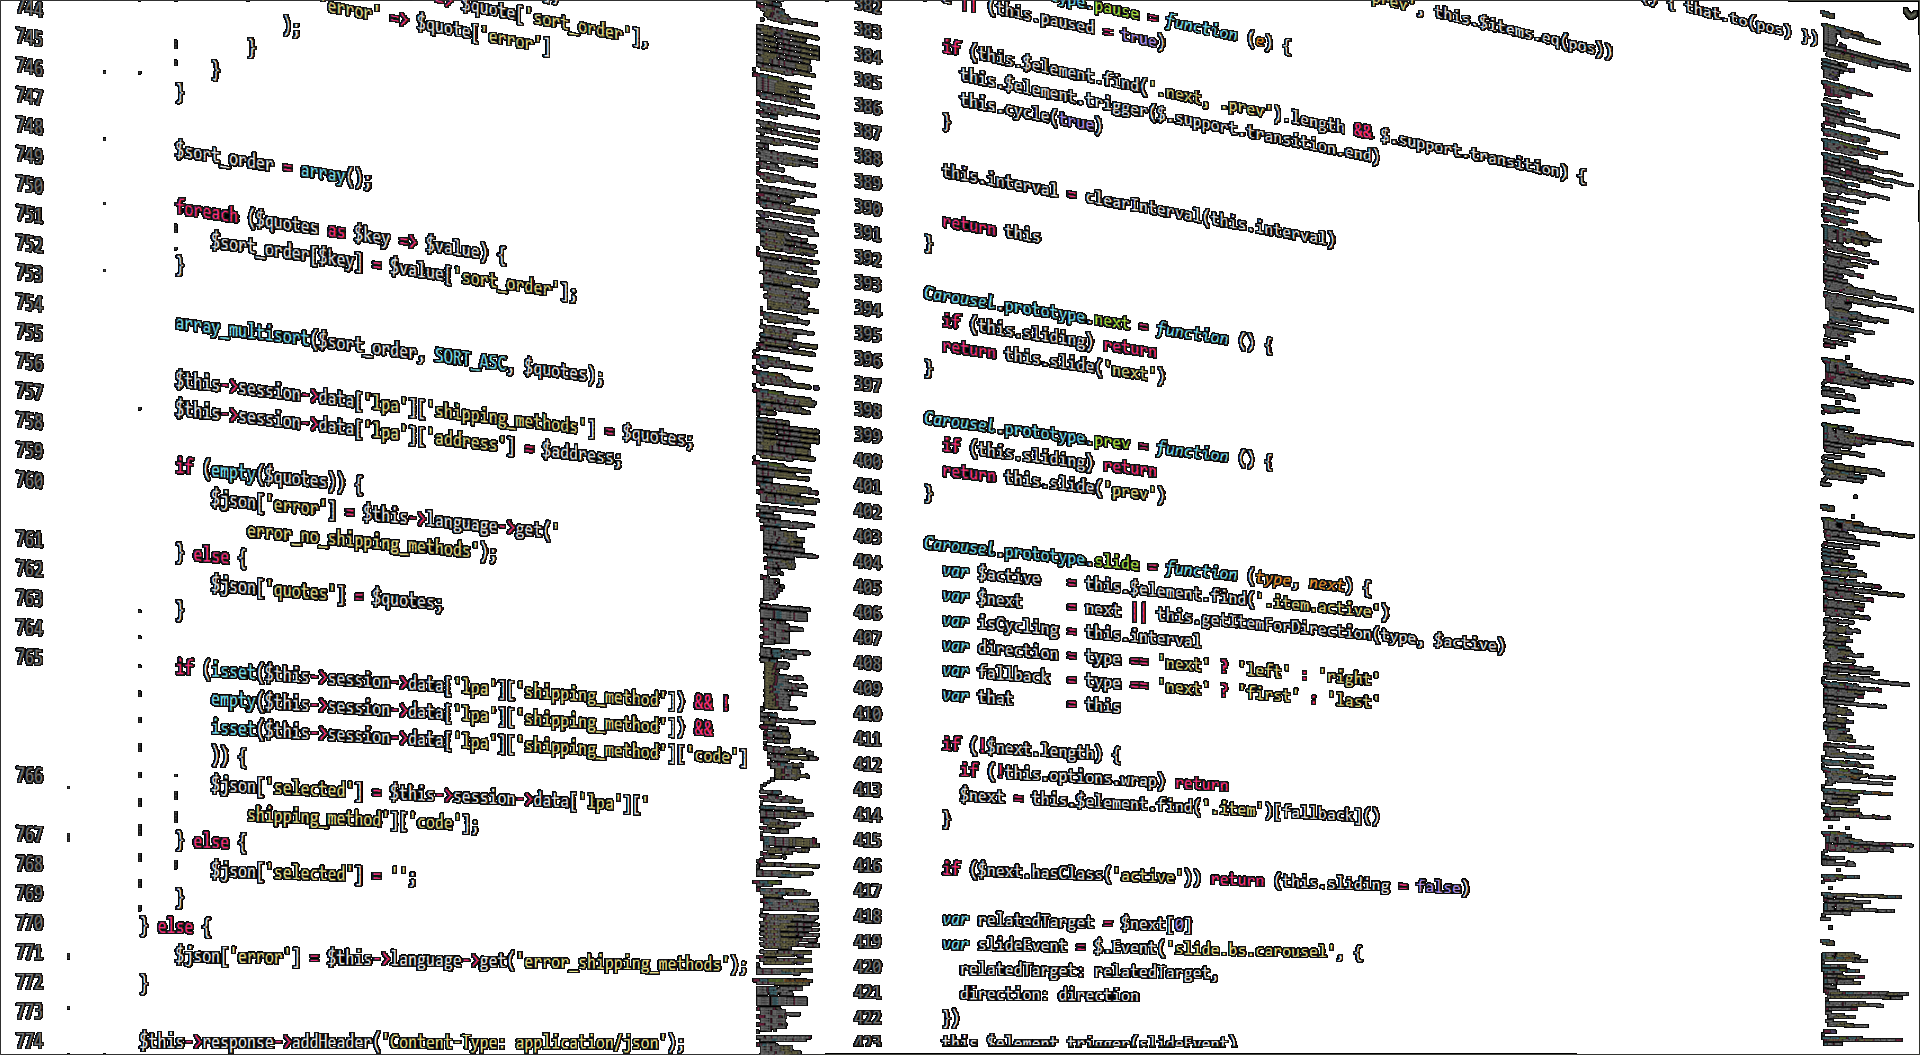 'error' => $quote['sort_order'],
$quote['error']
);
744 }
745 }
746 }
747
748 $sort_order = array();
749
750 foreach ($quotes as $key => $value) {
751 $sort_order[$key] = $value['sort_order'];
752 }
753
754 array_multisort($sort_order, SORT_ASC, $quotes);
755
756 $this->session->data['lpa']['shipping_methods'] = $quotes;
757 $this->session->data['lpa']['address'] = $address;
758
759 if (empty($quotes)) {
760 $json['error'] = $this->language->get('
error_no_shipping_methods');
761 } else {
762 $json['quotes'] = $quotes;
763 }
764
765 if (isset($this->session->data['lpa']['shipping_method']) && !
empty($this->session->data['lpa']['shipping_method']) &&
isset($this->session->data['lpa']['shipping_method']['code']
)) {
766 $json['selected'] = $this->session->data['lpa']['
shipping_method']['code'];
767 } else {
768 $json['selected'] = '';
769 }
770 } else {
771 $json['error'] = $this->language->get('error_shipping_methods');
772 }
773
774 $this->response->addHeader('Content-Type: application/json');
prev', this.$items.eq(pos))
{ that.to(pos) })
pause = function (e) {
382 || (this.paused = true)
383 if (this.$element.find('.next, .prev').length && $.support.transition) {
384 this.$element.trigger($.support.transition.end)
385 this.cycle(true)
386 }
387
388 this.interval = clearInterval(this.interval)
389
390 return this
391 }
392
393 Carousel.prototype.next = function () {
394 if (this.sliding) return
395 return this.slide('next')
396 }
397
398 Carousel.prototype.prev = function () {
399 if (this.sliding) return
400 return this.slide('prev')
401 }
402
403 Carousel.prototype.slide = function (type, next) {
404 var $active = this.$element.find('.item.active')
405 var $next = next || this.getItemForDirection(type, $active)
406 var isCycling = this.interval
407 var direction = type == 'next' ? 'left' : 'right'
408 var fallback = type == 'next' ? 'first' : 'last'
409 var that = this
410
411 if (!$next.length) {
412 if (!this.options.wrap) return
413 $next = this.$element.find('.item')[fallback]()
414 }
415
416 if ($next.hasClass('active')) return (this.sliding = false)
417
418 var relatedTarget = $next[0]
419 var slideEvent = $.Event('slide.bs.carousel', {
420 relatedTarget: relatedTarget,
421 direction: direction
422 })
423 this.$element.trigger(slideEvent)